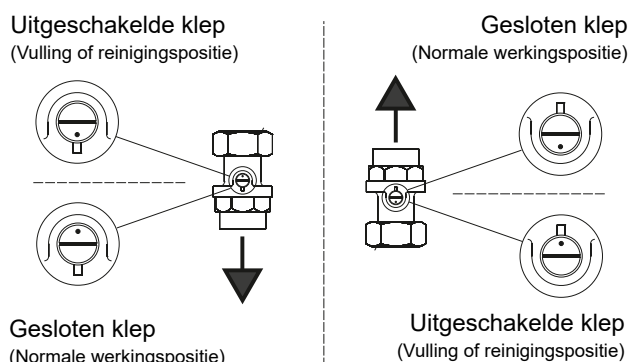 Uitgeschakelde klep
(Vulling of reinigingspositie)
Gesloten klep
(Normale werkingspositie)
Gesloten klep
(Normale werkingspositie)
Uitgeschakelde klep
(Vulling of reinigingspositie)